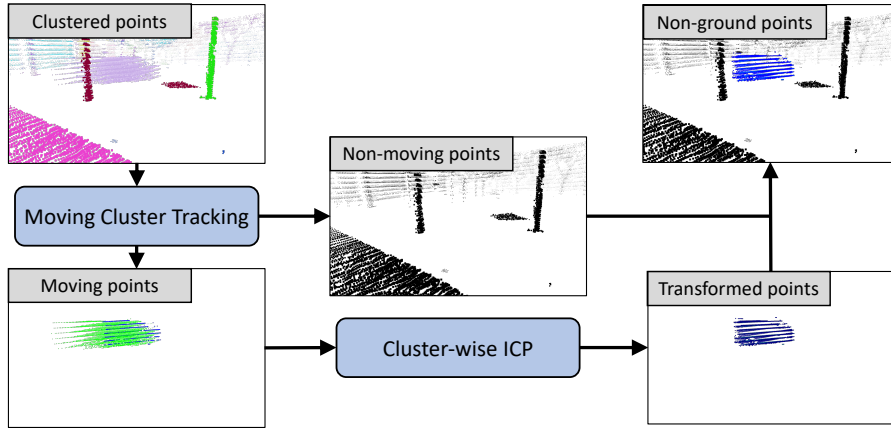 Clustered points
Non-ground points
Non-moving points
Moving Cluster Tracking
Moving points
Transformed points
Cluster-wise ICP